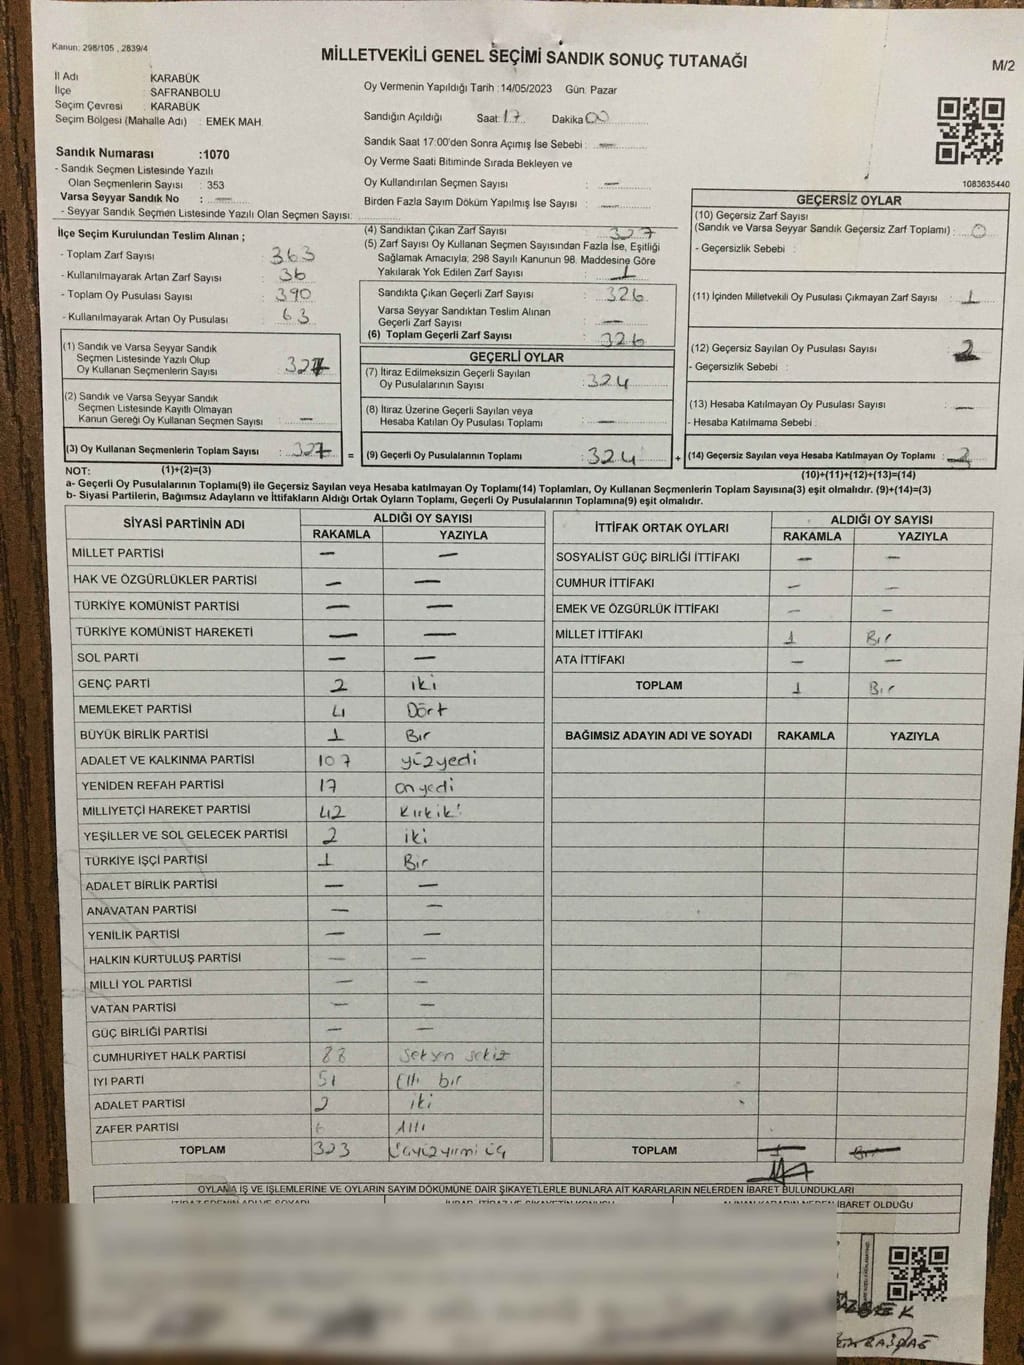 Kanun: 298/105 , 2839/4
MİLLETVEKİLİ GENEL SEÇİMİ SANDIK SONUÇ TUTANAĞI
M/2
İl Adı KARABÜK
İlçe SAFRANBOLU
Seçim Çevresi : KARABÜK
Seçim Bölgesi (Mahalle Adı) : EMEK MAH.
Oy Vermenin Yapıldığı Tarih : 14/05/2023 Gün: Pazar
Sandığın Açıldığı Saat: 17 Dakika 00
Sandık Saat 17:00'den Sonra Açımış İse Sebebi : —
Oy Verme Saati Bitiminde Sırada Bekleyen ve
Oy Kullandırılan Seçmen Sayısı : —
Birden Fazla Sayım Döküm Yapılmış İse Sayısı : —
1083635440
Sandık Numarası :1070
- Sandık Seçmen Listesinde Yazılı
Olan Seçmenlerin Sayısı : 353
Varsa Seyyar Sandık No : —
- Seyyar Sandık Seçmen Listesinde Yazılı Olan Seçmen Sayısı:
İlçe Seçim Kurulundan Teslim Alınan ;
- Toplam Zarf Sayısı : 363
- Kullanılmayarak Artan Zarf Sayısı : 36
- Toplam Oy Pusulası Sayısı : 390
- Kullanılmayarak Artan Oy Pusulası : 63
(1) Sandık ve Varsa Seyyar Sandık
Seçmen Listesinde Yazılı Olup
Oy Kullanan Seçmenlerin Sayısı : 327
(2) Sandık ve Varsa Seyyar Sandık
Seçmen Listesinde Kayıtlı Olmayan
Kanun Gereği Oy Kullanan Seçmen Sayısı : —
(3) Oy Kullanan Seçmenlerin Toplam Sayısı : 327 =
(4) Sandıktan Çıkan Zarf Sayısı : 327
(5) Zarf Sayısı Oy Kullanan Seçmen Sayısından Fazla İse, Eşitliği
Sağlamak Amacıyla; 298 Sayılı Kanunun 98. Maddesine Göre
Yakılarak Yok Edilen Zarf Sayısı : 1
Sandıkta Çıkan Geçerli Zarf Sayısı : 326
Varsa Seyyar Sandıktan Teslim Alınan
Geçerli Zarf Sayısı : —
(6) Toplam Geçerli Zarf Sayısı : 326
GEÇERLİ OYLAR
(7) İtiraz Edilmeksizin Geçerli Sayılan
Oy Pusulalarının Sayısı : 324
(8) İtiraz Üzerine Geçerli Sayılan veya
Hesaba Katılan Oy Pusulası Toplamı : —
(9) Geçerli Oy Pusulalarının Toplamı : 324 +
GEÇERSİZ OYLAR
(10) Geçersiz Zarf Sayısı
(Sandık ve Varsa Seyyar Sandık Geçersiz Zarf Toplamı) : 0
- Geçersizlik Sebebi :
(11) İçinden Milletvekili Oy Pusulası Çıkmayan Zarf Sayısı : 1
(12) Geçersiz Sayılan Oy Pusulası Sayısı : 2
- Geçersizlik Sebebi :
(13) Hesaba Katılmayan Oy Pusulası Sayısı : —
- Hesaba Katılmama Sebebi :
(14) Geçersiz Sayılan veya Hesaba Katılmayan Oy Toplamı :
NOT: (1)+(2)=(3) (10)+(11)+(12)+(13)=(14)
a- Geçerli Oy Pusulalarının Toplamı(9) ile Geçersiz Sayılan veya Hesaba katılmayan Oy Toplamı(14) Toplamları, Oy Kullanan Seçmenlerin Toplam Sayısına(3) eşit olmalıdır. (9)+(14)=(3)
b- Siyasi Partilerin, Bağımsız Adayların ve İttifakların Aldığı Ortak Oyların Toplamı, Geçerli Oy Pusulalarının Toplamına(9) eşit olmalıdır.
SİYASİ PARTİNİN ADI ALDIĞI OY SAYISI
RAKAMLA YAZIYLA
MİLLET PARTİSİ — —
HAK VE ÖZGÜRLÜKLER PARTİSİ — —
TÜRKİYE KOMÜNİST PARTİSİ — —
TÜRKİYE KOMÜNİST HAREKETİ — —
SOL PARTİ — —
GENÇ PARTİ 2 iki
MEMLEKET PARTİSİ 4 Dört
BÜYÜK BİRLİK PARTİSİ 1 Bir
ADALET VE KALKINMA PARTİSİ 107 yüzyedi
YENİDEN REFAH PARTİSİ 17 onyedi
MİLLİYETÇİ HAREKET PARTİSİ 42 Kırkiki
YEŞİLLER VE SOL GELECEK PARTİSİ 2 iki
TÜRKİYE İŞÇİ PARTİSİ 1 Bir
ADALET BİRLİK PARTİSİ — —
ANAVATAN PARTİSİ — —
YENİLİK PARTİSİ — —
HALKIN KURTULUŞ PARTİSİ — —
MİLLİ YOL PARTİSİ — —
VATAN PARTİSİ — —
GÜÇ BİRLİĞİ PARTİSİ — —
CUMHURİYET HALK PARTİSİ 88 seksen sekiz
İYİ PARTİ 51 Elli bir
ADALET PARTİSİ 2 iki
ZAFER PARTİSİ 6 Altı
TOPLAM 323 Üçyüzyirmi üç
İTTİFAK ORTAK OYLARI ALDIĞI OY SAYISI
RAKAMLA YAZIYLA
SOSYALİST GÜÇ BİRLİĞİ İTTİFAKI — —
CUMHUR İTTİFAKI — —
EMEK VE ÖZGÜRLÜK İTTİFAKI — —
MİLLET İTTİFAKI 1 Bir
ATA İTTİFAKI — —
TOPLAM 1 Bir
BAĞIMSIZ ADAYIN ADI VE SOYADI RAKAMLA YAZIYLA
TOPLAM 1 Bir
OYLAMA İŞ VE İŞLEMLERİNE VE OYLARIN SAYIM DÖKÜMÜNE DAİR ŞİKAYETLERLE BUNLARA AİT KARARLARIN NELERDEN İBARET BULUNDUKLARI
İBARET OLDUĞU